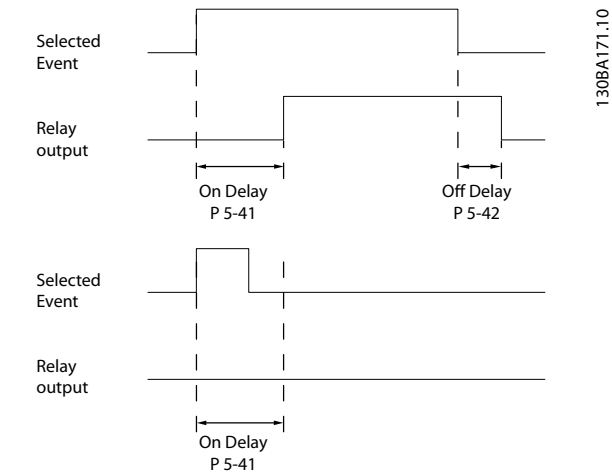 Selected
Event
Relay
output
On Delay
P 5-41
Off Delay
P 5-42
Selected
Event
Relay
output
On Delay
P 5-41
130BA171.10